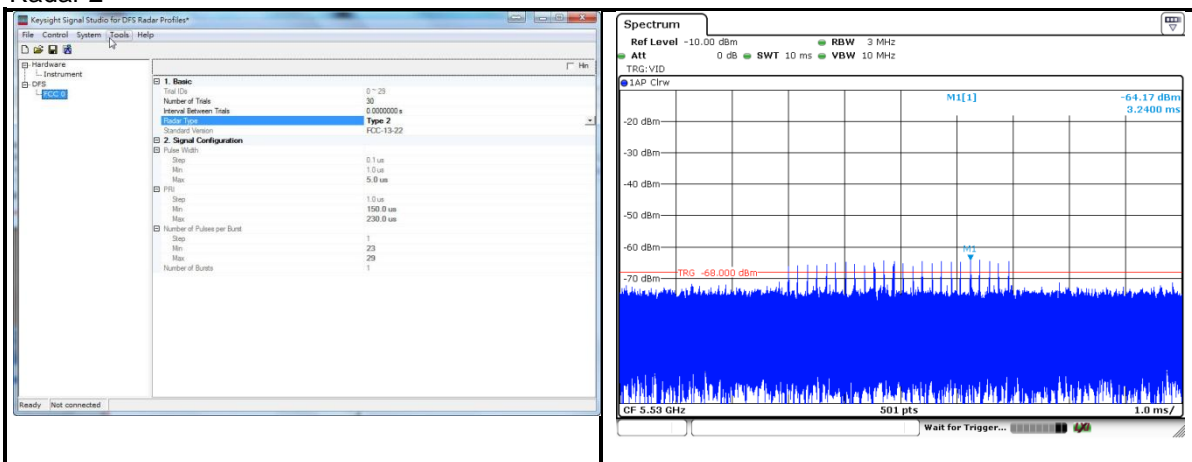 Radar 2
Keysight Signal Studio for DFS Radar Profiles*
File Control System Tools Help
Hardware
Instrument
DFS
FCC 0
Hin
1. Basic
Trial IDs 0 ~ 29
Number of Trials 30
Interval Between Trials 0.0000000 s
Radar Type Type 2
Standard Version FCC-13-22
2. Signal Configuration
Pulse Width
Step 0.1 us
Min 1.0 us
Max 5.0 us
PRI
Step 1.0 us
Min 150.0 us
Max 230.0 us
Number of Pulses per Burst
Step 1
Min 23
Max 29
Number of Bursts 1
Ready Not connected
Spectrum
Ref Level -10.00 dBm RBW 3 MHz
Att 0 dB SWT 10 ms VBW 10 MHz
TRG:VID
1AP Clrw
M1[1] -64.17 dBm
3.2400 ms
-20 dBm
-30 dBm
-40 dBm
-50 dBm
-60 dBm
M1
TRG -68.000 dBm
-70 dBm
CF 5.53 GHz 501 pts 1.0 ms/
Wait for Trigger...